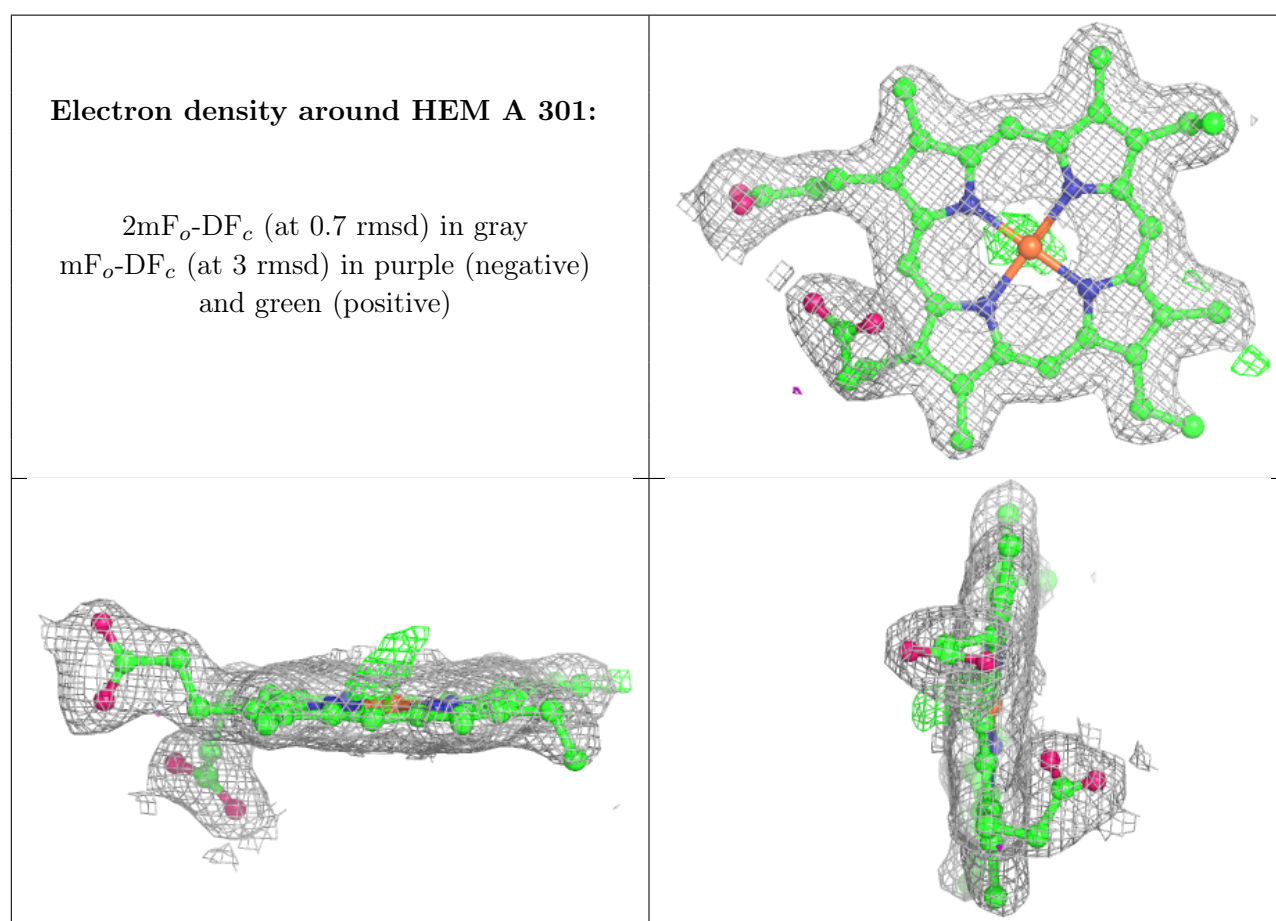 Electron density around HEM A 301:
2mFo-DFc (at 0.7 rmsd) in gray
mFo-DFc (at 3 rmsd) in purple (negative)
and green (positive)